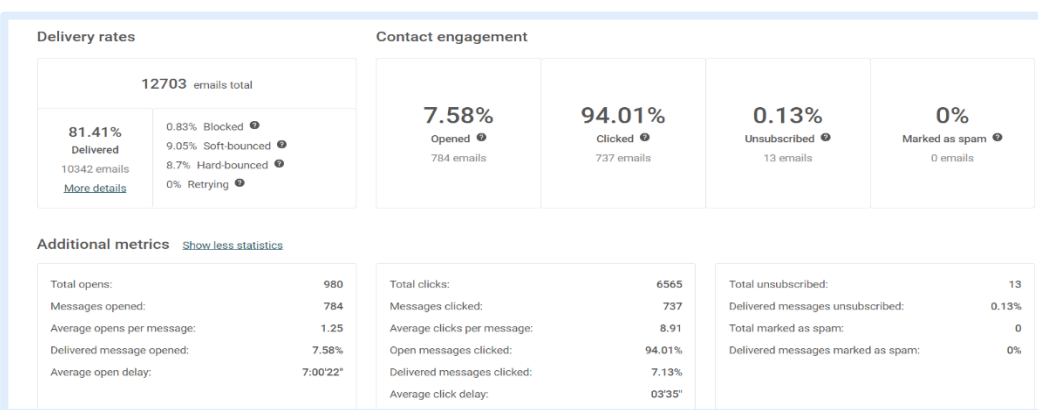 Delivery rates
12703 emails total
81.41%
Delivered
10342 emails
More details
0.83% Blocked
9.05% Soft-bounced
8.7% Hard-bounced
0% Retrying
Contact engagement
7.58%
Opened
784 emails
94.01%
Clicked
737 emails
0.13%
Unsubscribed
13 emails
0%
Marked as spam
0 emails
Additional metrics Show less statistics
Total opens: 980
Messages opened: 784
Average opens per message: 1.25
Delivered message opened: 7.58%
Average open delay: 7:00'22"
Total clicks: 6565
Messages clicked: 737
Average clicks per message: 8.91
Open messages clicked: 94.01%
Delivered messages clicked: 7.13%
Average click delay: 03'35"
Total unsubscribed: 13
Delivered messages unsubscribed: 0.13%
Total marked as spam: 0
Delivered messages marked as spam: 0%